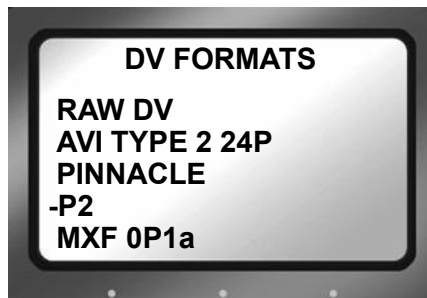 DV FORMATS
RAW DV
AVI TYPE 2 24P
PINNACLE
-P2
MXF 0P1a